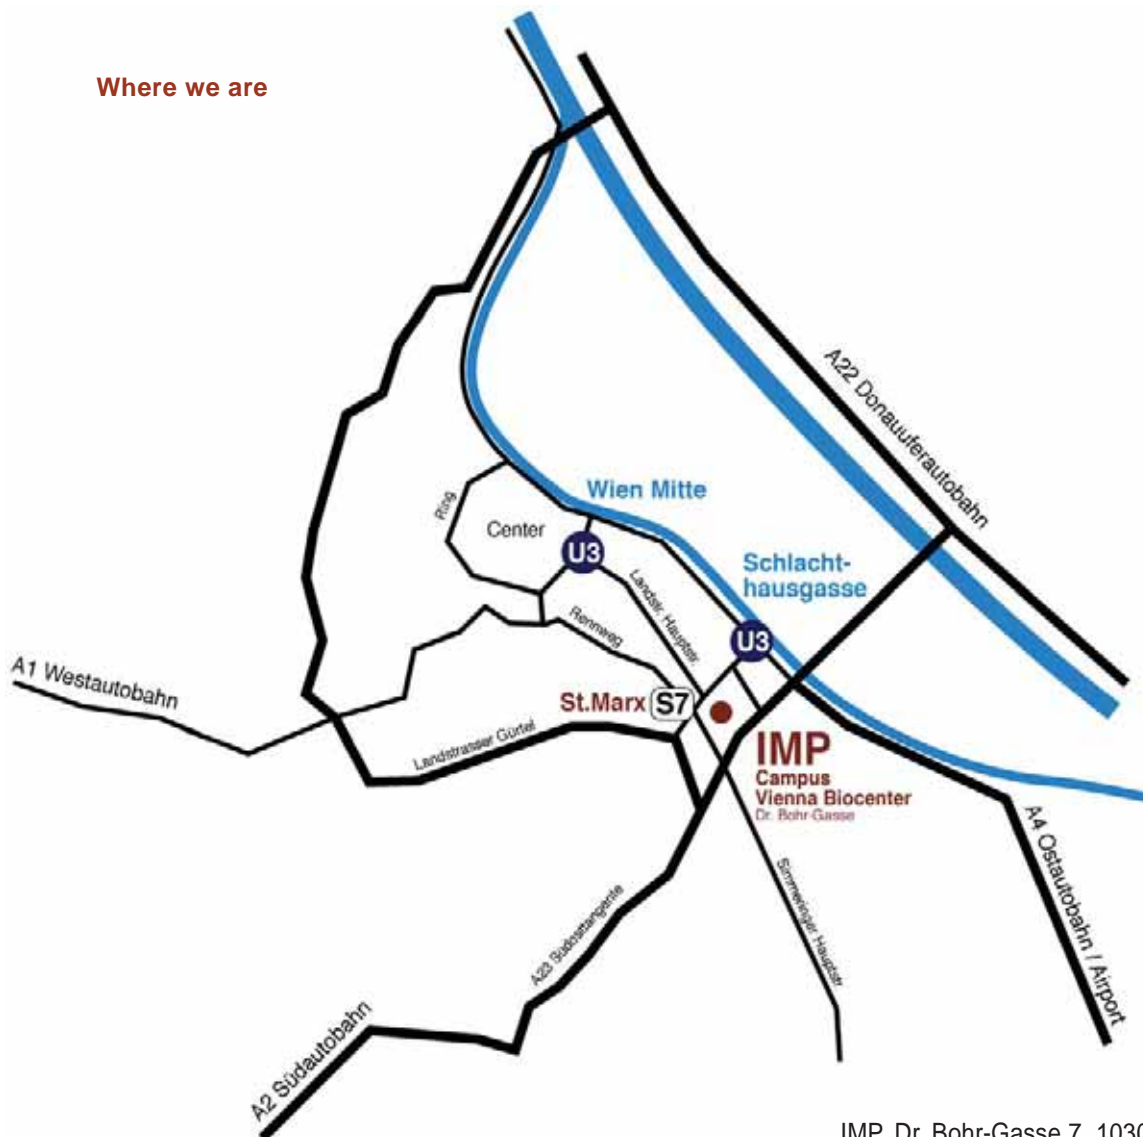 Where we are
A22 Donauuferautobahn
Wien Mitte
Ring
Center
U3
Schlacht-
hausgasse
Landstr. Hauptstr.
Rennweg
U3
A1 Westautobahn
St.Marx
S7
Landstrasser Gürtel
IMP
Campus
Vienna Biocenter
Dr. Bohr-Gasse
A4 Ostautobahn / Airport
Simmeringer Hauptstr
A23 Südosttangente
A2 Südautobahn
IMP, Dr. Bohr-Gasse 7, 1030